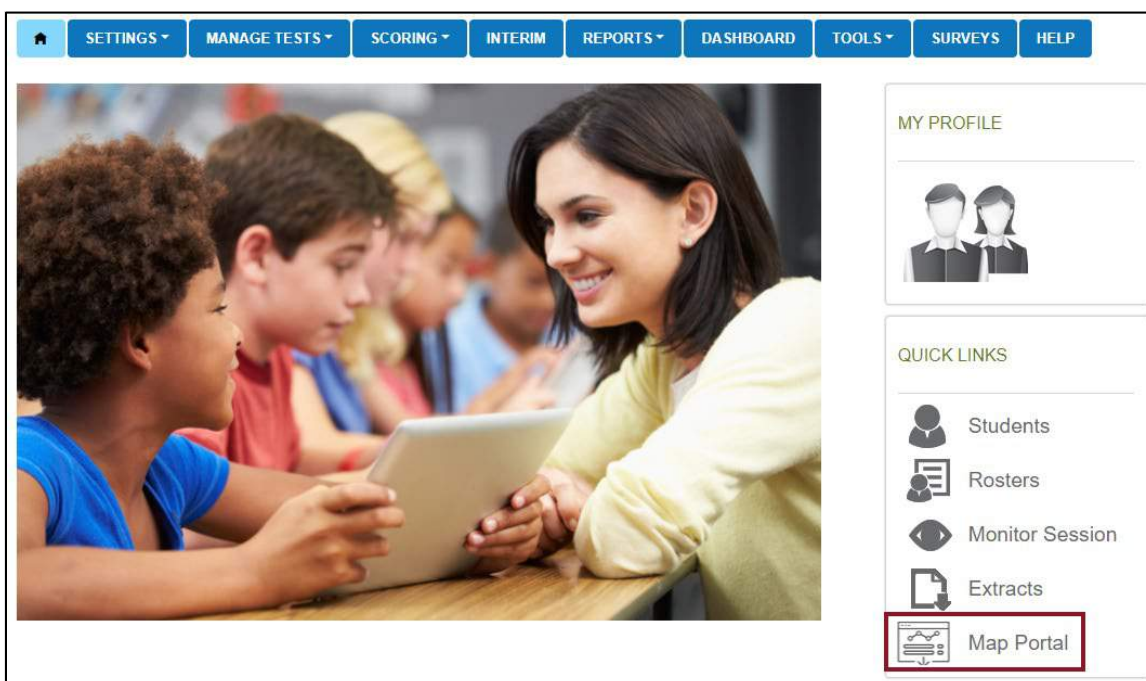 SETTINGS MANAGE TESTS SCORING INTERIM REPORTS DASHBOARD TOOLS SURVEYS HELP
MY PROFILE
QUICK LINKS
Students
Rosters
Monitor Session
Extracts
Map Portal